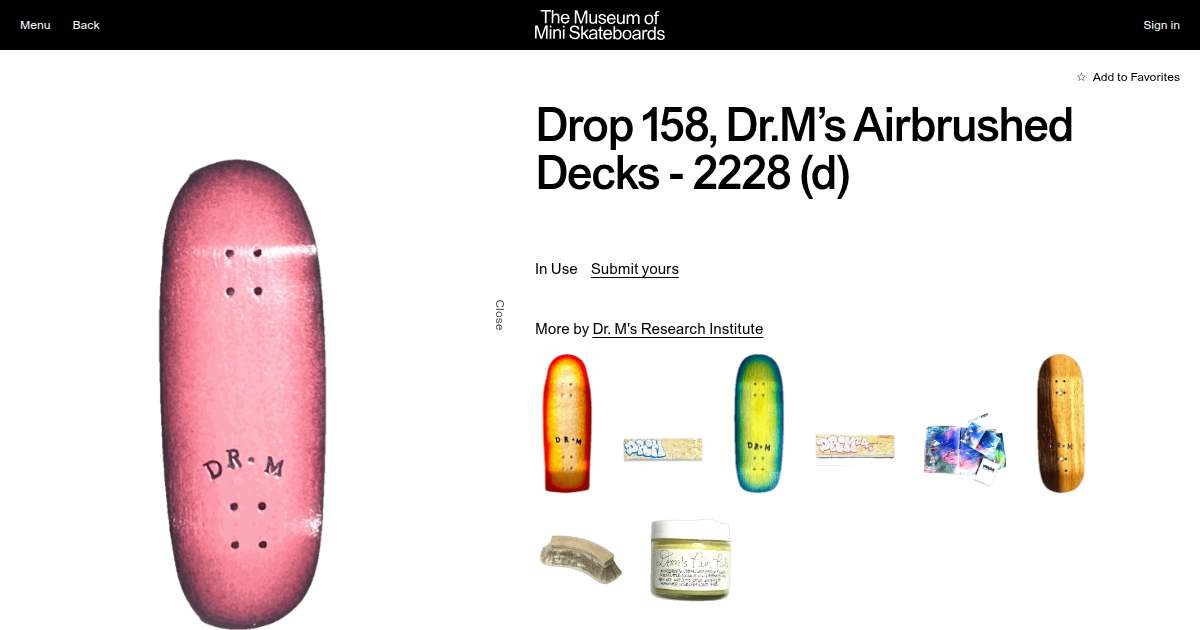 Menu
Back
The Museum of
Mini Skateboards
Sign in
☆ Add to Favorites
Drop 158, Dr.M’s Airbrushed
Decks - 2228 (d)
In Use Submit yours
Close
More by Dr. M's Research Institute
DR•M
DR•M
DR•M